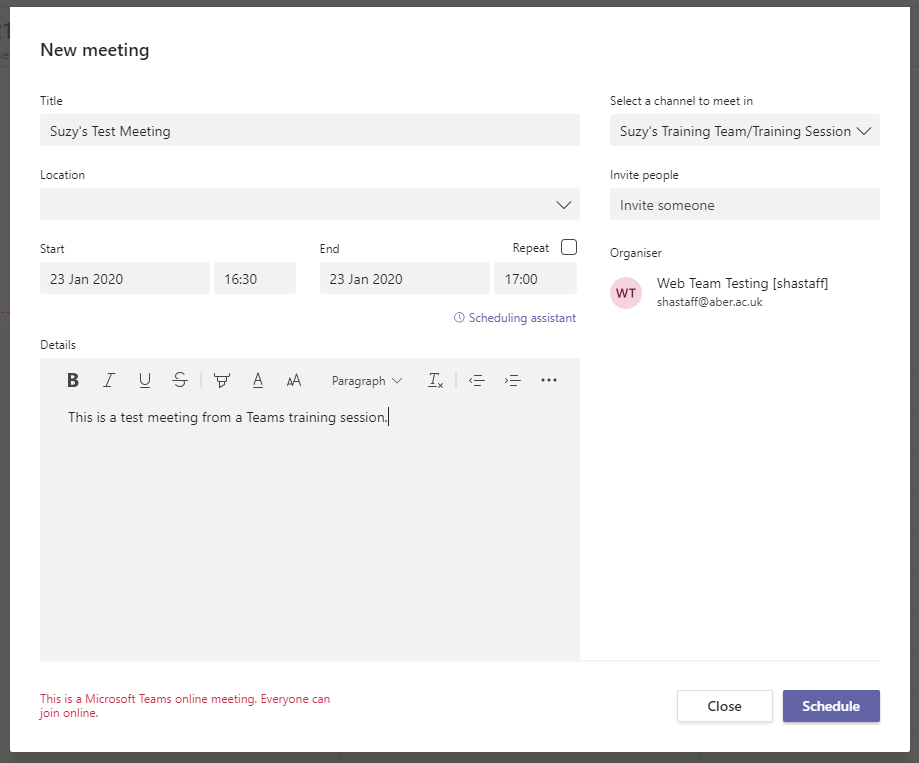 New meeting
Title
Suzy's Test Meeting
Location
Start
End
Repeat
23 Jan 2020
16:30
23 Jan 2020
17:00
Scheduling assistant
Details
B I U S A AA Paragraph Tx
This is a test meeting from a Teams training session.
Select a channel to meet in
Suzy's Training Team/Training Session
Invite people
Invite someone
Organiser
WT
Web Team Testing [shastaff]
shastaff@aber.ac.uk
This is a Microsoft Teams online meeting. Everyone can
join online.
Close
Schedule